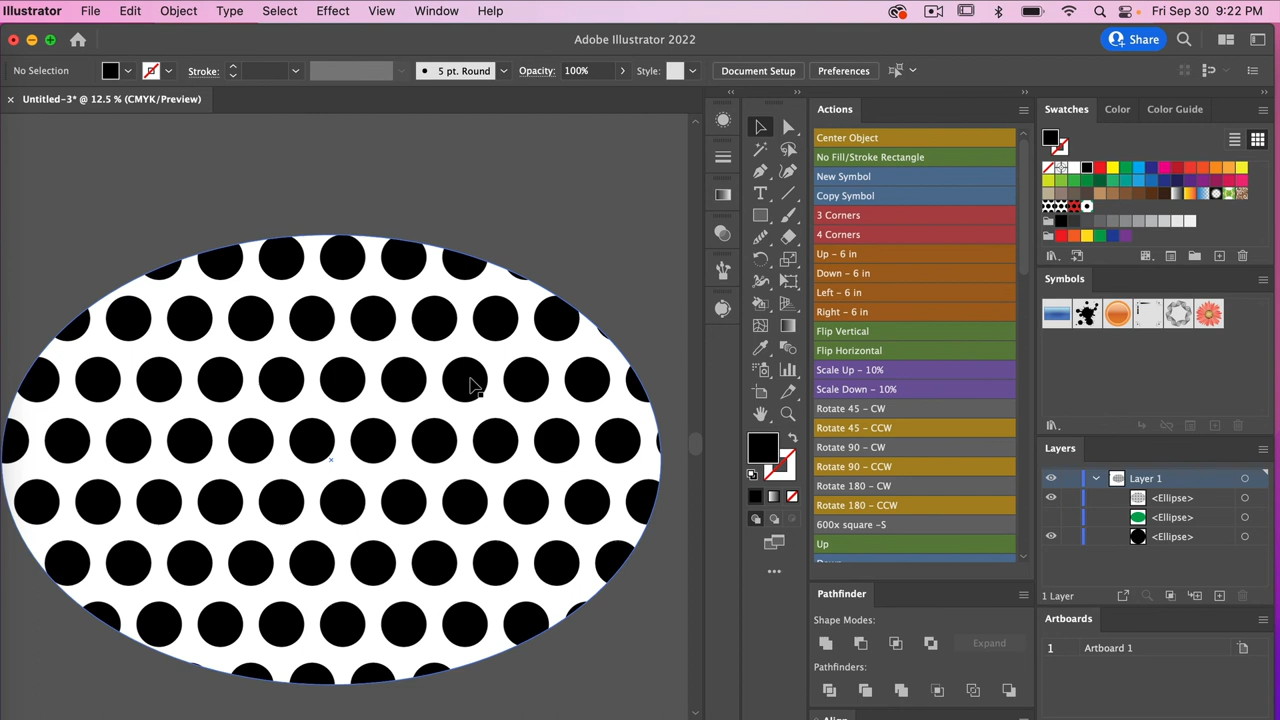 Illustrator File Edit Object Type Select Effect View Window Help Fri Sep 30 9:22 PM
Adobe Illustrator 2022
Share
No Selection Stroke: 5 pt. Round Opacity: 100% Style: Document Setup Preferences
Untitled-3* @ 12.5 % (CMYK/Preview)
Actions
Center Object
No Fill/Stroke Rectangle
New Symbol
Copy Symbol
3 Corners
4 Corners
Up - 6 in
Down - 6 in
Left - 6 in
Right - 6 in
Flip Vertical
Flip Horizontal
Scale Up - 10%
Scale Down - 10%
Rotate 45 - CW
Rotate 45 - CCW
Rotate 90 - CW
Rotate 90 - CCW
Rotate 180 - CW
Rotate 180 - CCW
600x square -S
Up
Pathfinder
Shape Modes:
Expand
Pathfinders:
Swatches Color Color Guide
Symbols
Layers
Layer 1
<Ellipse>
<Ellipse>
<Ellipse>
1 Layer
Artboards
1 Artboard 1